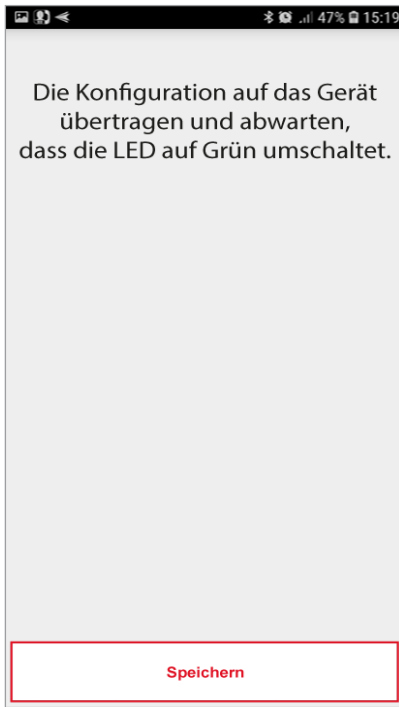 47% 15:19
Die Konfiguration auf das Gerät
übertragen und abwarten,
dass die LED auf Grün umschaltet.
Speichern